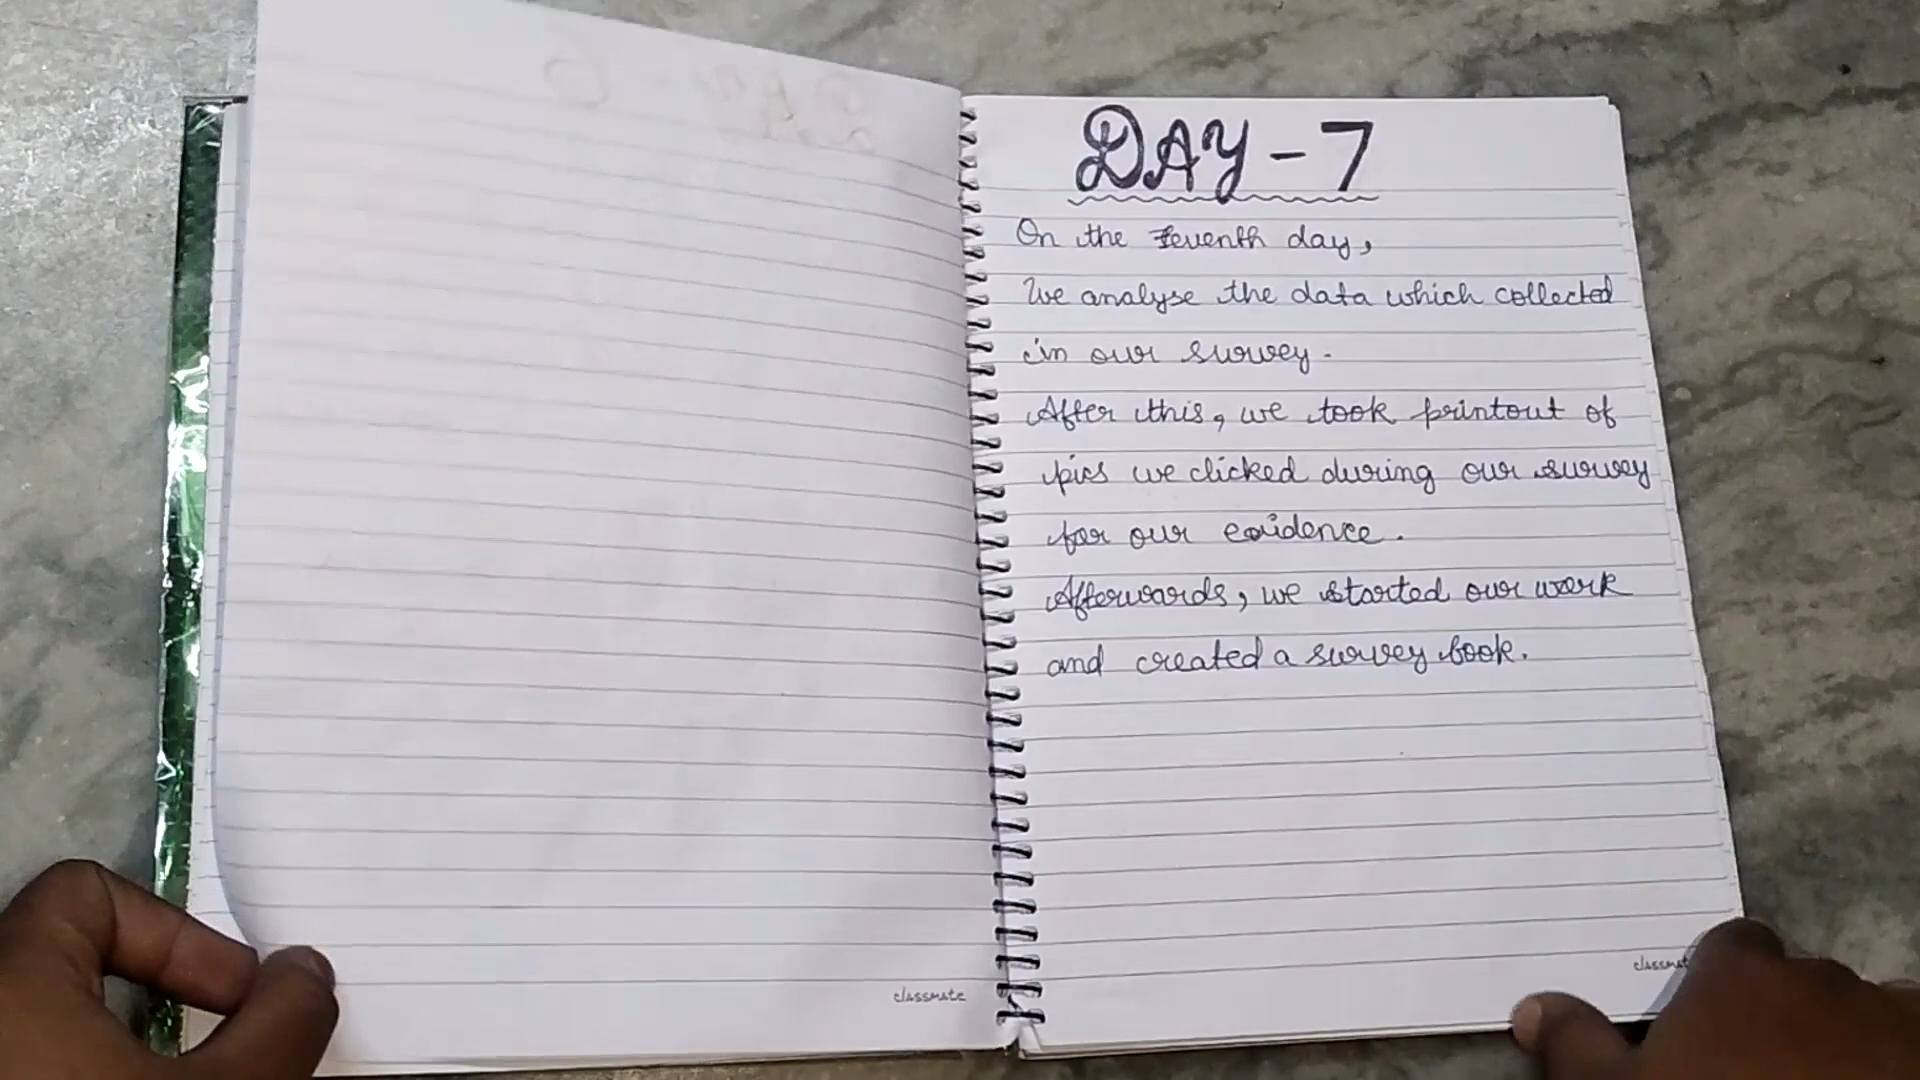 DAY - 7
On the seventh day,
We analyse the data which collected
in our survey.
After this, we took printout of
pics we clicked during our survey
for our evidence.
Afterwards, we started our work
and created a survey book.
classmate
classmat